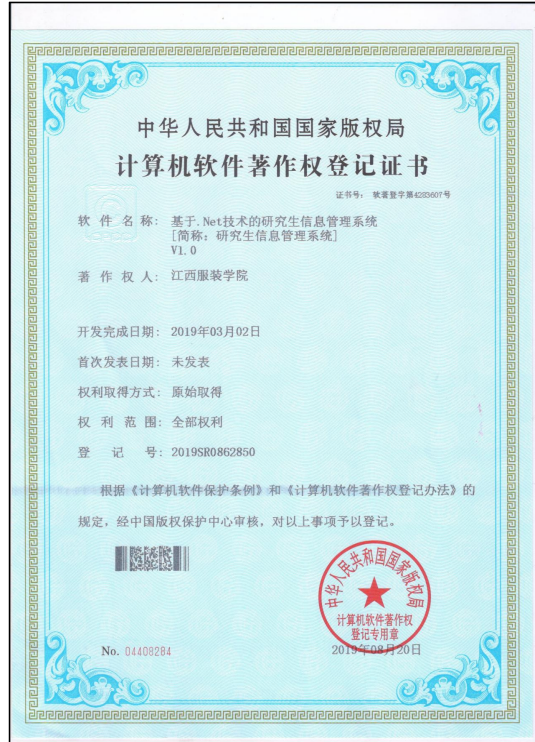 中华人民共和国国家版权局
计算机软件著作权登记证书
证书号： 软著登字第4283607号
软件名称： 基于.Net技术的研究生信息管理系统
[简称：研究生信息管理系统]
V1.0
著作权人： 江西服装学院
开发完成日期： 2019年03月02日
首次发表日期： 未发表
权利取得方式： 原始取得
权利范围： 全部权利
登记号： 2019SR0862850
根据《计算机软件保护条例》和《计算机软件著作权登记办法》的
规定，经中国版权保护中心审核，对以上事项予以登记。
中华人民共和国国家版权局
计算机软件著作权
登记专用章
No. 04408284
2019年08月20日